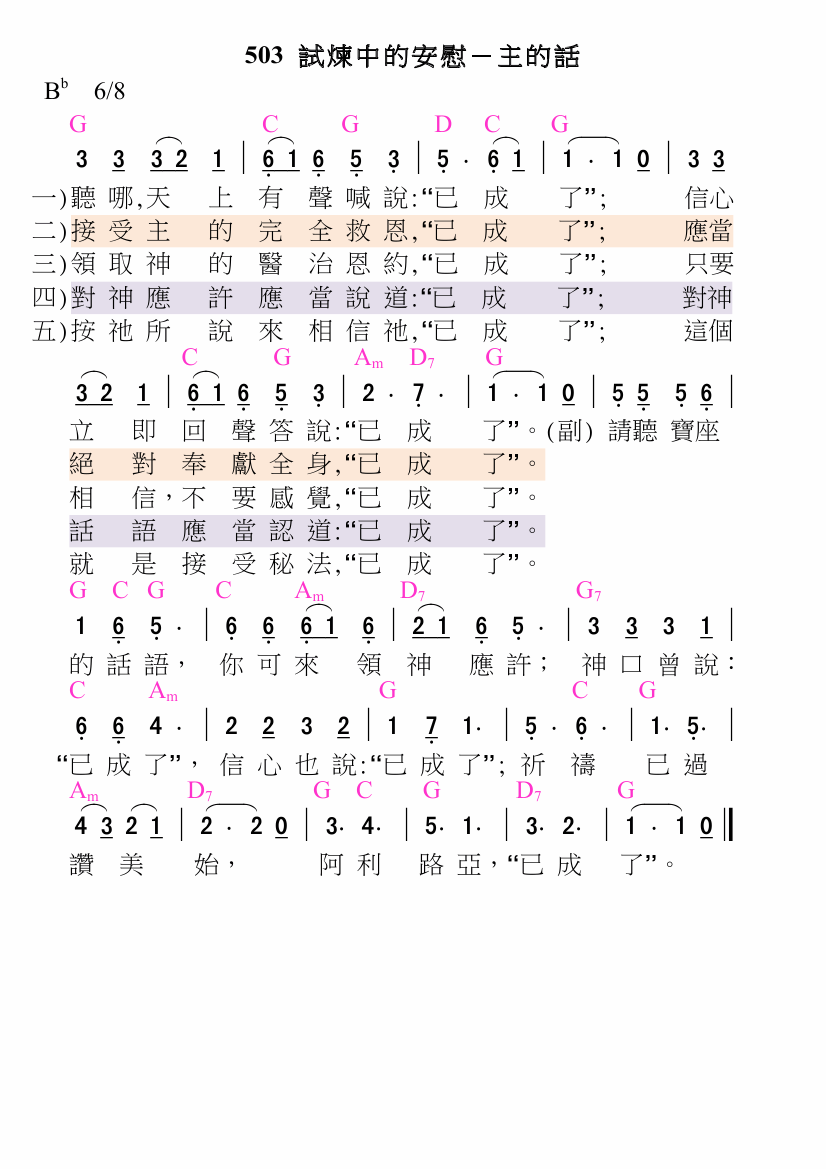 503 試煉中的安慰－主的話
Bb 6/8
G C G D C G
3 3 3 2 1 | 6 1 6 5 3 | 5 · 6 1 | 1 · 1 0 | 3 3
一)聽哪,天上有聲喊說:“已成了”; 信心
二)接受主的完全救恩,“已成了”; 應當
三)領取神的醫治恩約,“已成了”; 只要
四)對神應許應當說道:“已成了”; 對神
五)按祂所說來相信祂,“已成了”; 這個
C G Am D7 G
3 2 1 | 6 1 6 5 3 | 2 · 7 · | 1 · 1 0 | 5 5 5 6 |
立即回聲答說:“已成了”。(副) 請聽寶座
絕對奉獻全身,“已成了”。
相信，不要感覺,“已成了”。
話語應當認道:“已成了”。
就是接受秘法,“已成了”。
G C G C Am D7 G7
1 6 5 · | 6 6 6 1 6 | 2 1 6 5 · | 3 3 3 1 |
的話語， 你可來領神應許； 神口曾說：
C Am G C G
6 6 4 · | 2 2 3 2 | 1 7 1· | 5 · 6 · | 1· 5· |
“已成了”，信心也說:“已成了”; 祈禱已過
Am D7 G C G D7 G
4 3 2 1 | 2 · 2 0 | 3· 4· | 5· 1· | 3· 2· | 1 · 1 0 ‖
讚美始， 阿利路亞，“已成了”。